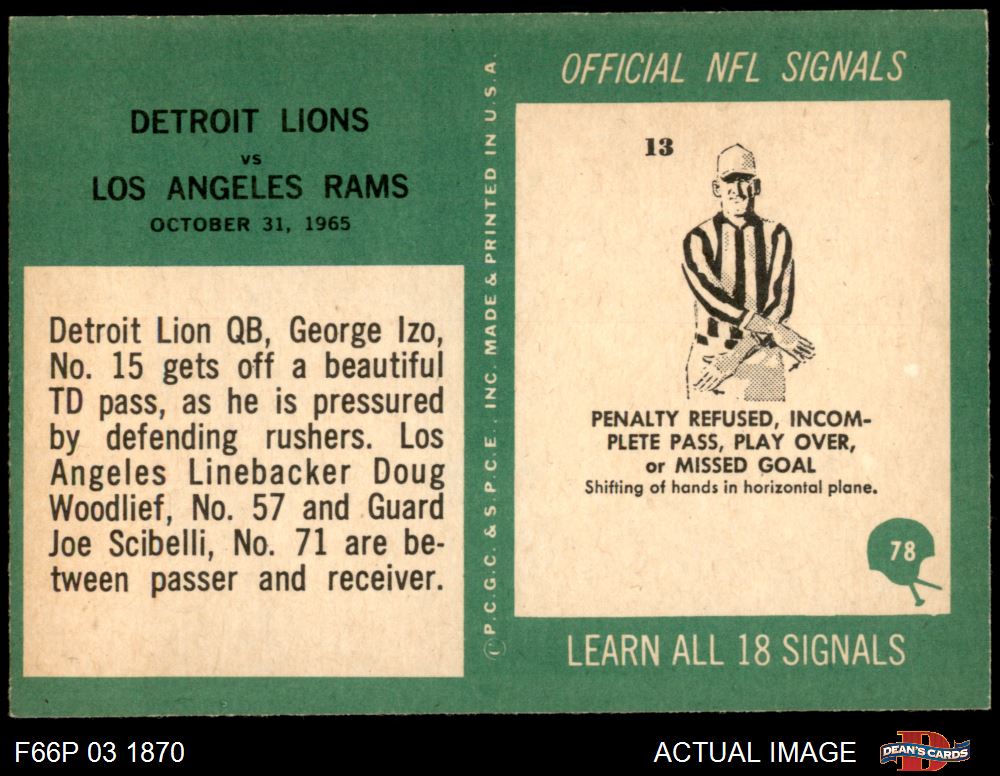 DETROIT LIONS
VS
LOS ANGELES RAMS
OCTOBER 31, 1965
Detroit Lion QB, George Izo,
No. 15 gets off a beautiful
TD pass, as he is pressured
by defending rushers. Los
Angeles Linebacker Doug
Woodlief, No. 57 and Guard
Joe Scibelli, No. 71 are be-
tween passer and receiver.
© P.C.G.C. & S.P.C.E., INC. MADE & PRINTED IN U.S.A.
OFFICIAL NFL SIGNALS
13
PENALTY REFUSED, INCOM-
PLETE PASS, PLAY OVER,
or MISSED GOAL
Shifting of hands in horizontal plane.
78
LEARN ALL 18 SIGNALS
F66P 03 1870
ACTUAL IMAGE
D
DEAN'S CARDS